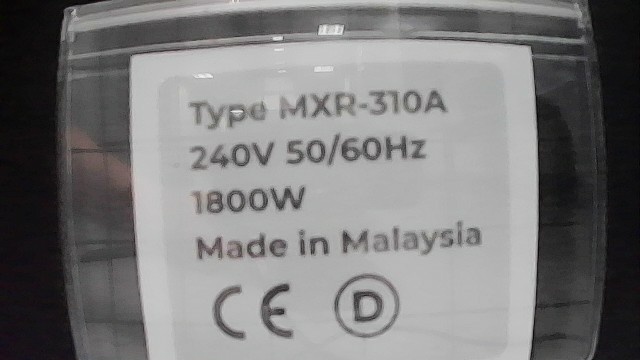 Type MXR-310A
240V 50/60Hz
1800W
Made in Malaysia
CE D